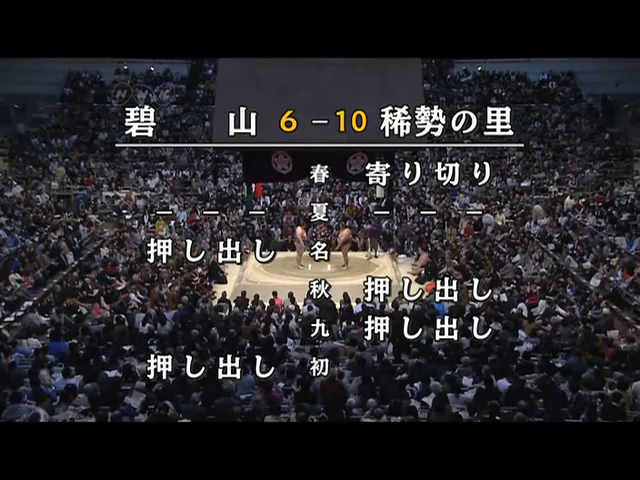 NHK
碧山 6－10 稀勢の里
春 寄り切り
－－－ 夏 －－－
押し出し 名
秋 押し出し
九 押し出し
押し出し 初